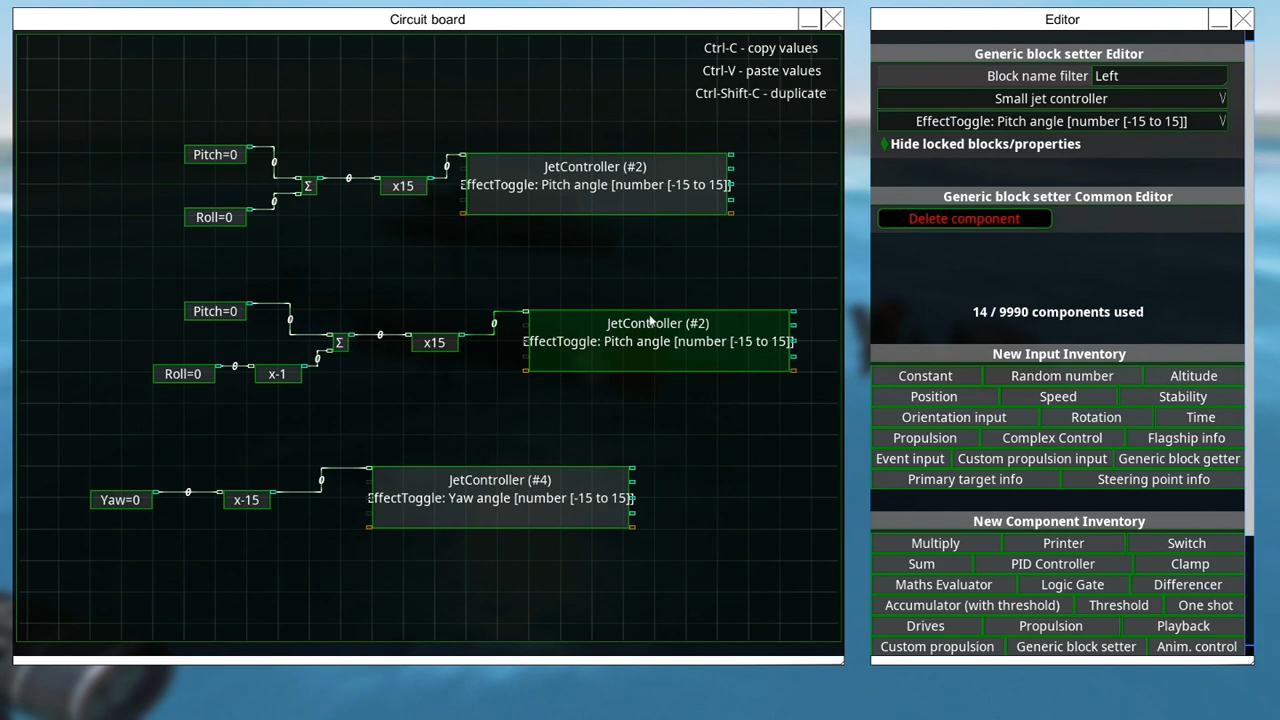 Circuit board
Ctrl-C - copy values
Ctrl-V - paste values
Ctrl-Shift-C - duplicate
Pitch=0
0
Σ
0
x15
0
JetController (#2)
EffectToggle: Pitch angle [number [-15 to 15]]
Roll=0
0
Pitch=0
0
Σ
0
x15
0
JetController (#2)
EffectToggle: Pitch angle [number [-15 to 15]]
Roll=0
0
x-1
0
JetController (#4)
EffectToggle: Yaw angle [number [-15 to 15]]
Yaw=0
0
x-15
0
Editor
Generic block setter Editor
Block name filter Left
Small jet controller
EffectToggle: Pitch angle [number [-15 to 15]]
Hide locked blocks/properties
Generic block setter Common Editor
Delete component
14 / 9990 components used
New Input Inventory
Constant Random number Altitude
Position Speed Stability
Orientation input Rotation Time
Propulsion Complex Control Flagship info
Event input Custom propulsion input Generic block getter
Primary target info Steering point info
New Component Inventory
Multiply Printer Switch
Sum PID Controller Clamp
Maths Evaluator Logic Gate Differencer
Accumulator (with threshold) Threshold One shot
Drives Propulsion Playback
Custom propulsion Generic block setter Anim. control